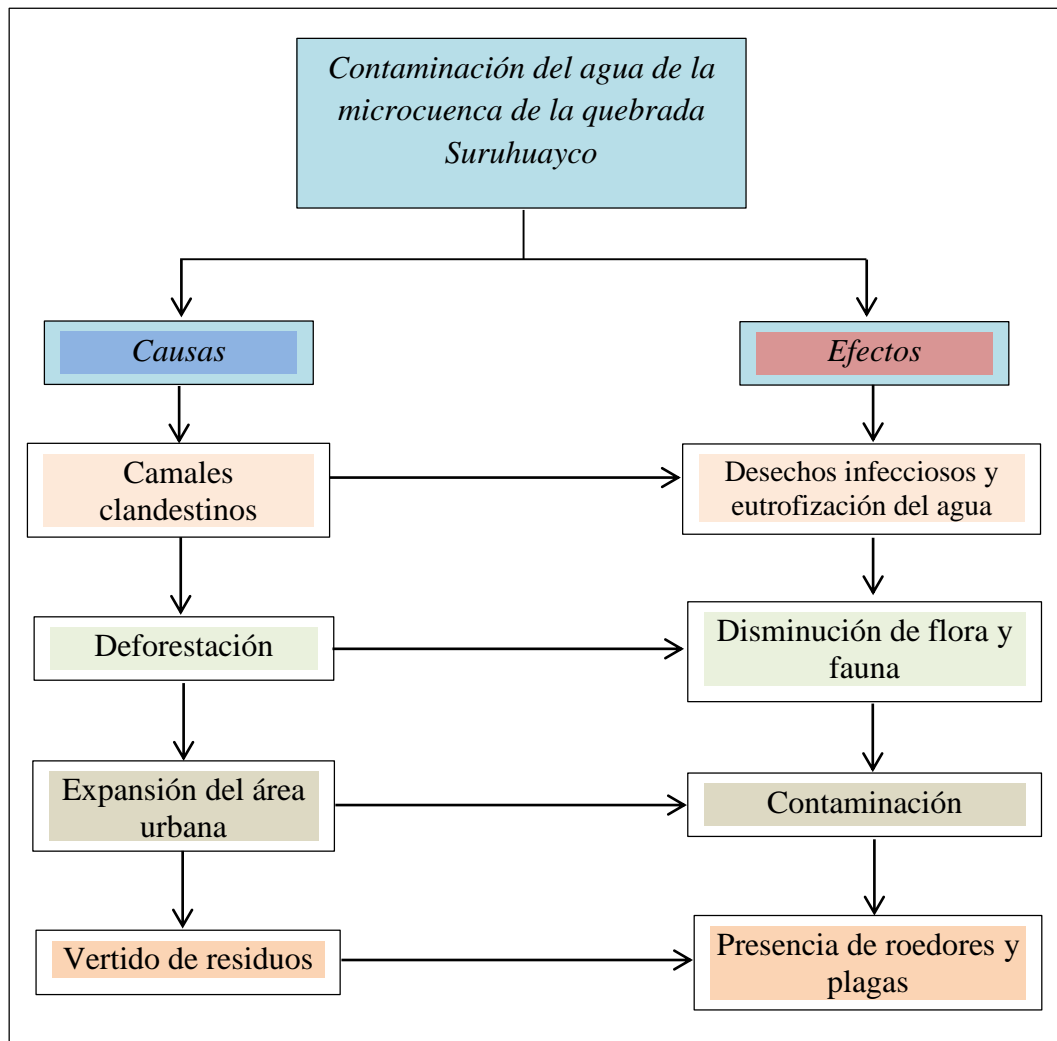 Contaminación del agua de la
microcuenca de la quebrada
Suruhuayco
Causas
Efectos
Camales
clandestinos
Desechos infecciosos y
eutrofización del agua
Deforestación
Disminución de flora y
fauna
Expansión del área
urbana
Contaminación
Vertido de residuos
Presencia de roedores y
plagas